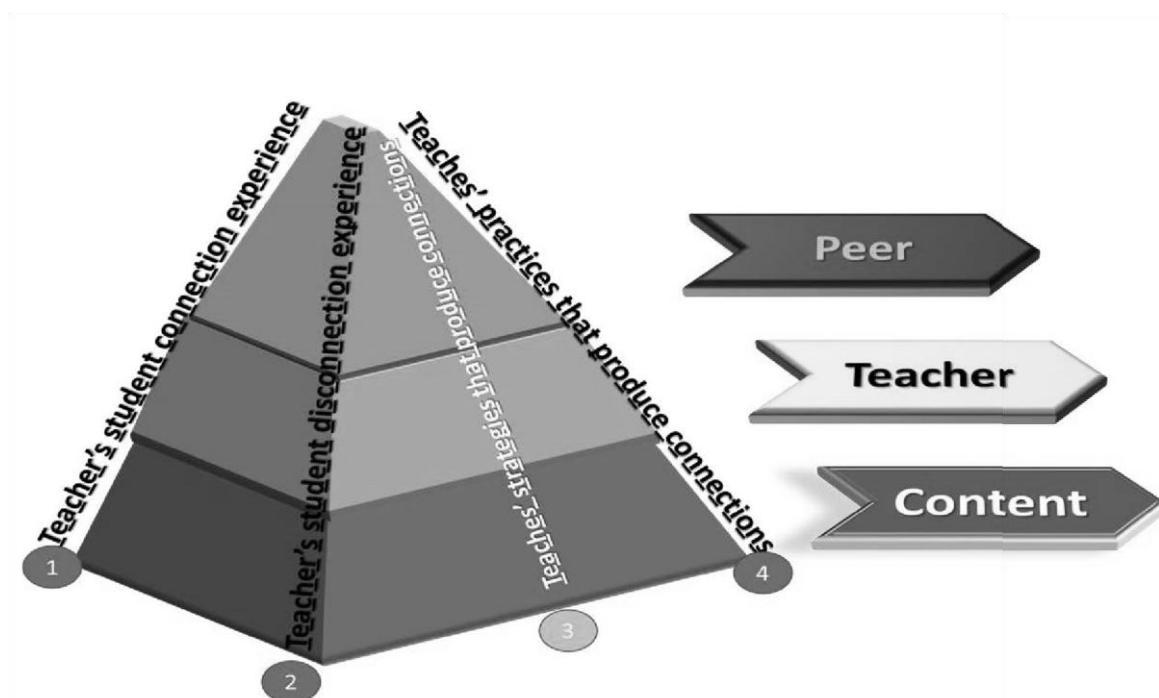 Teacher's student connection experience
Teacher's student disconnection experience
Teaches' strategies that produce connections
Teaches' practices that produce connections
Peer
Teacher
Content
1
2
3
4